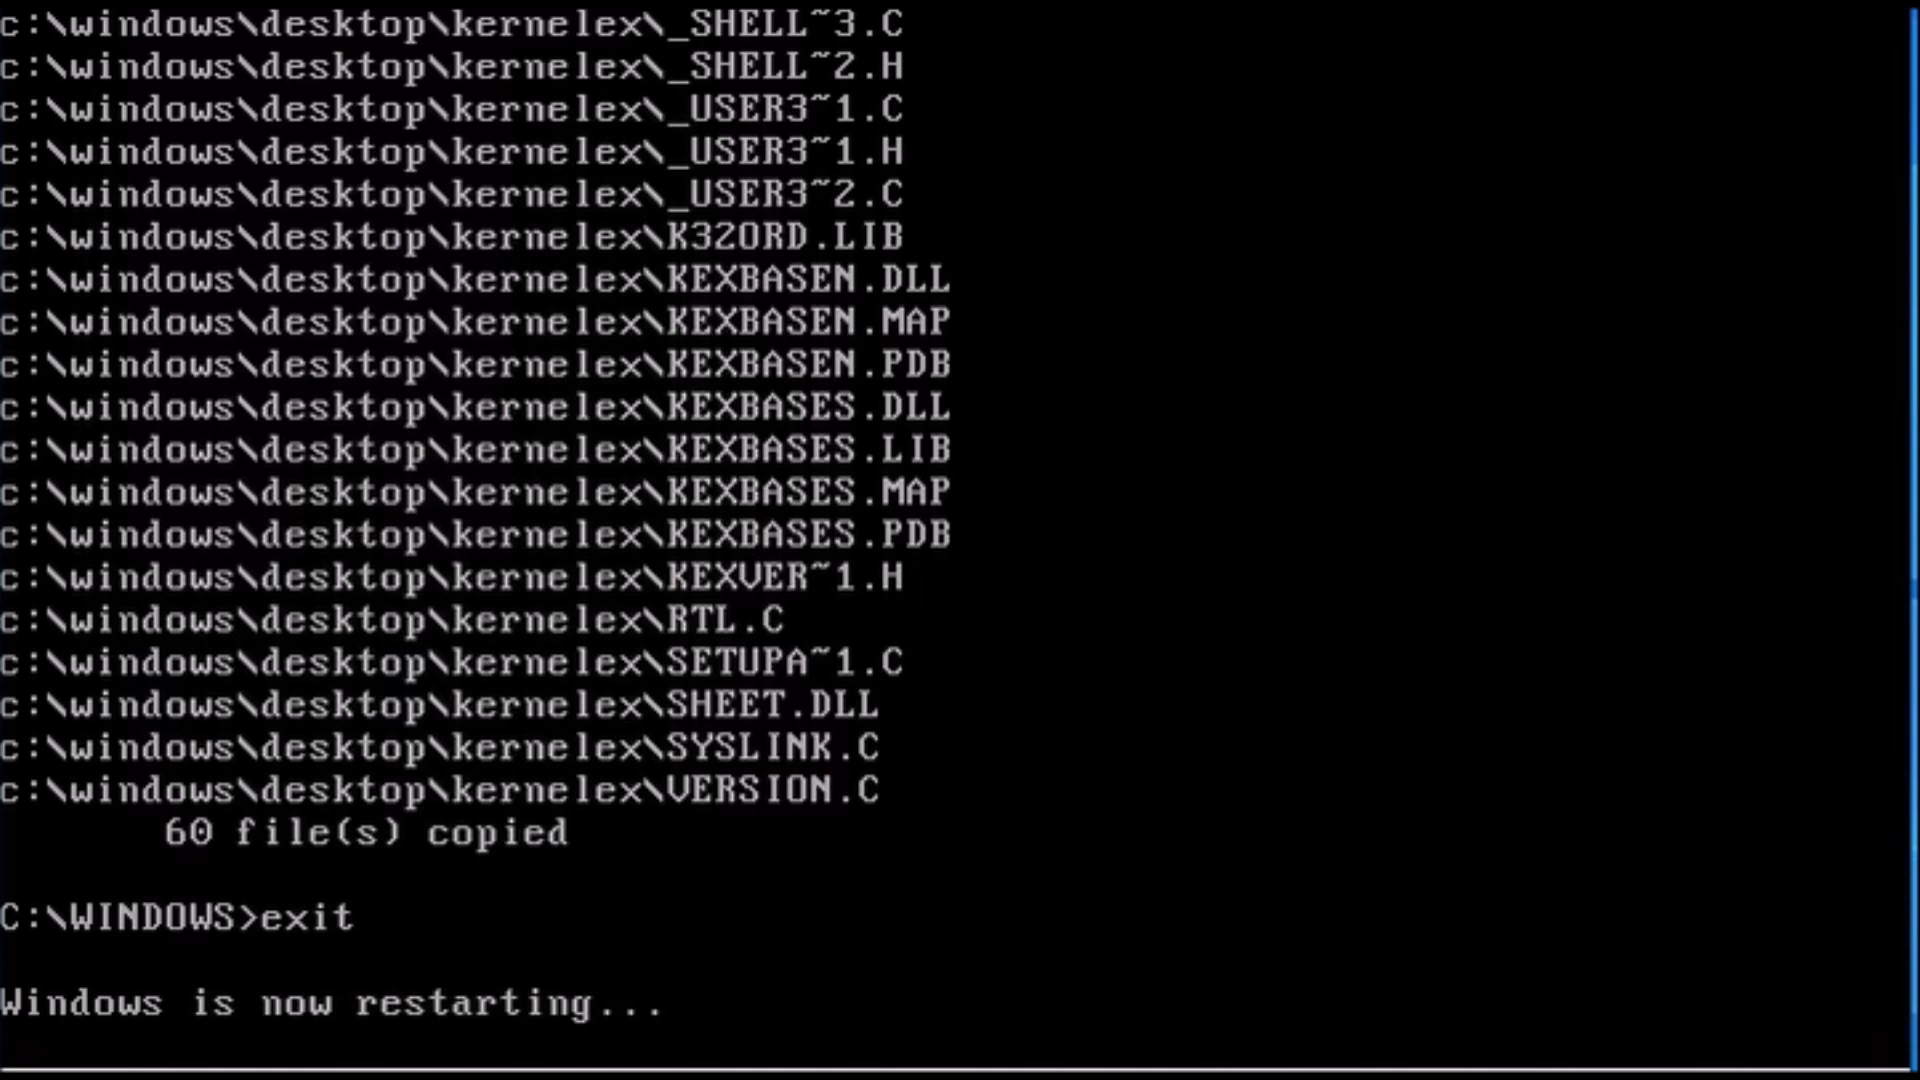 c:\windows\desktop\kernelex\_SHELL~3.C
c:\windows\desktop\kernelex\_SHELL~2.H
c:\windows\desktop\kernelex\_USER3~1.C
c:\windows\desktop\kernelex\_USER3~1.H
c:\windows\desktop\kernelex\_USER3~2.C
c:\windows\desktop\kernelex\K32ORD.LIB
c:\windows\desktop\kernelex\KEXBASEN.DLL
c:\windows\desktop\kernelex\KEXBASEN.MAP
c:\windows\desktop\kernelex\KEXBASEN.PDB
c:\windows\desktop\kernelex\KEXBASES.DLL
c:\windows\desktop\kernelex\KEXBASES.LIB
c:\windows\desktop\kernelex\KEXBASES.MAP
c:\windows\desktop\kernelex\KEXBASES.PDB
c:\windows\desktop\kernelex\KEXVER~1.H
c:\windows\desktop\kernelex\RTL.C
c:\windows\desktop\kernelex\SETUPA~1.C
c:\windows\desktop\kernelex\SHEET.DLL
c:\windows\desktop\kernelex\SYSLINK.C
c:\windows\desktop\kernelex\VERSION.C
60 file(s) copied
C:\WINDOWS>exit
Windows is now restarting...